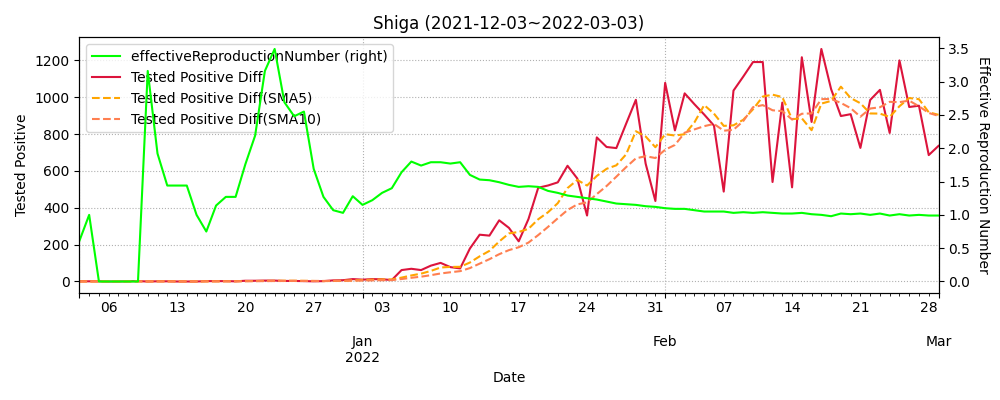 Shiga (2021-12-03~2022-03-03)
effectiveReproductionNumber (right)
Tested Positive Diff
Tested Positive Diff(SMA5)
Tested Positive Diff(SMA10)
Tested Positive
1200
1000
800
600
400
200
0
Effective Reproduction Number
3.5
3.0
2.5
2.0
1.5
1.0
0.5
0.0
06 13 20 27 03 10 17 24 31 07 14 21 28
Jan Feb Mar
2022
Date